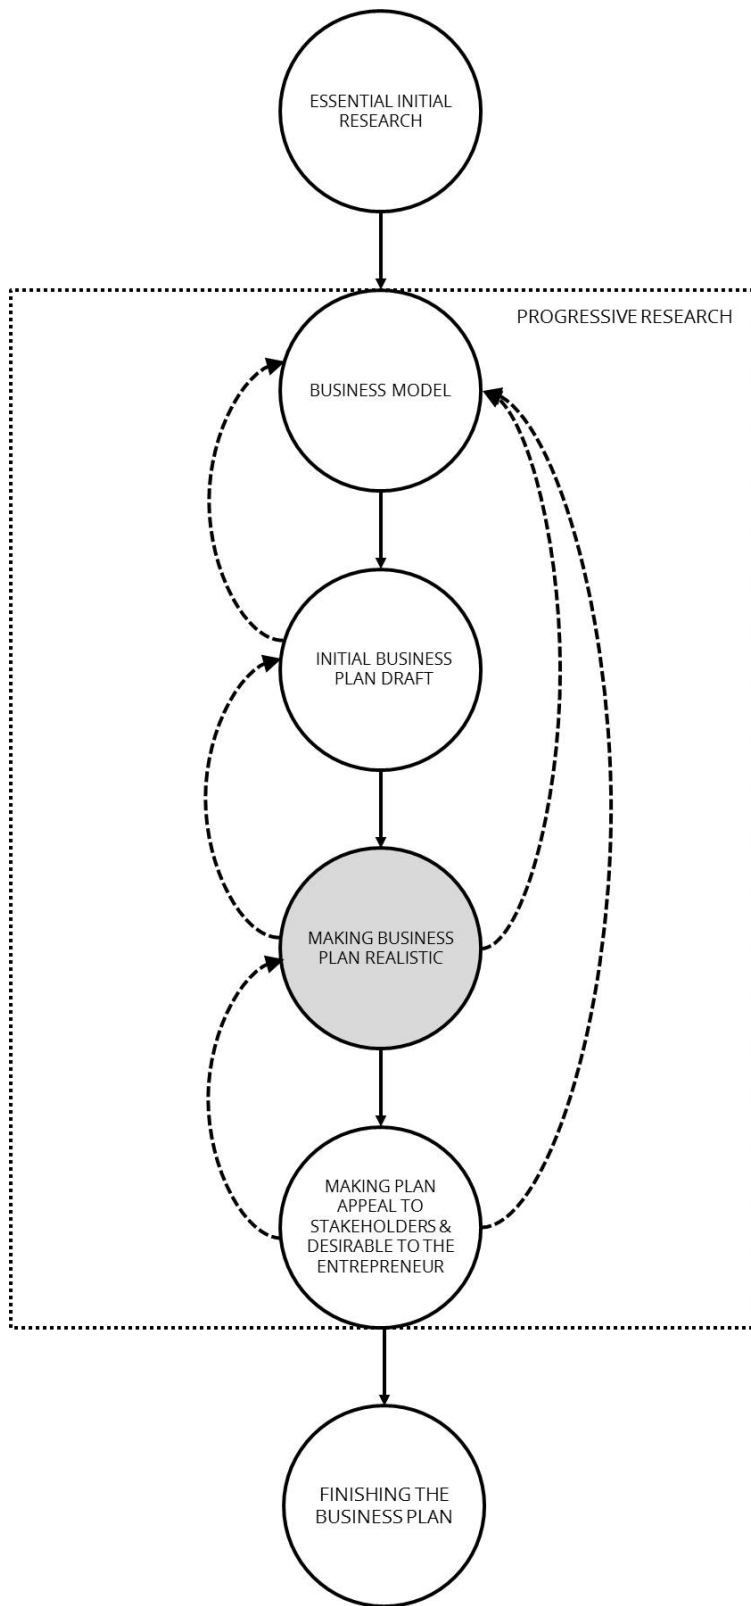 ESSENTIAL INITIAL
RESEARCH
PROGRESSIVE RESEARCH
BUSINESS MODEL
INITIAL BUSINESS
PLAN DRAFT
MAKING BUSINESS
PLAN REALISTIC
MAKING PLAN
APPEAL TO
STAKEHOLDERS &
DESIRABLE TO THE
ENTREPRENEUR
FINISHING THE
BUSINESS PLAN